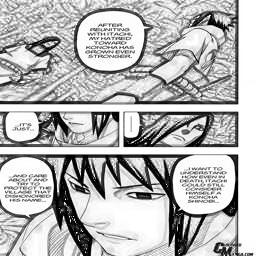 AFTER
REUNITING
WITH ITACHI,
MY HATRED
TOWARD
KONOHA HAS
GROWN EVEN
STRONGER.
...IT'S
JUST...
...I WANT TO
UNDERSTAND
HOW EVEN IN
DEATH, ITACHI
COULD STILL
CONSIDER
HIMSELF A
KONOHA
SHINOBI...
...AND CARE
ABOUT AND
TRY TO
PROTECT THE
VILLAGE THAT
DISHONORED
HIS NAME...